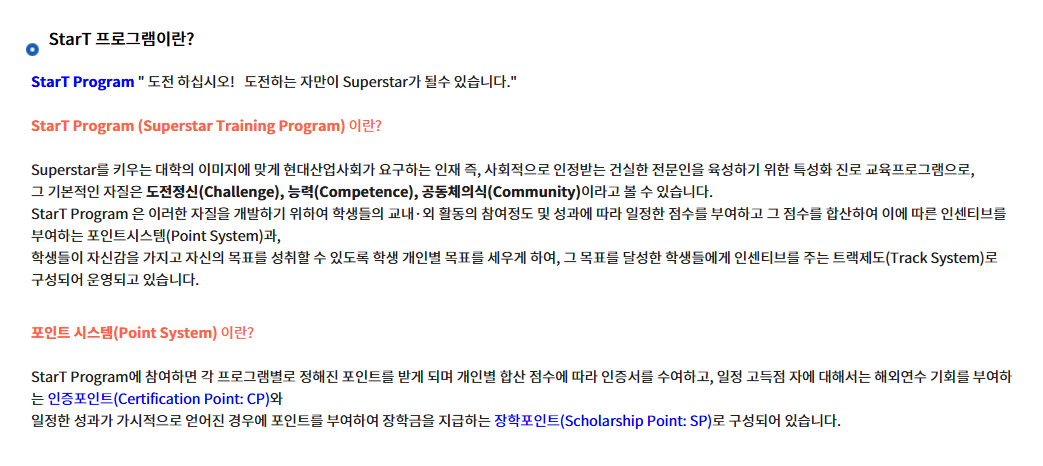 StarT 프로그램이란?
StarT Program " 도전 하십시오!  도전하는 자만이 Superstar가 될수 있습니다."
StarT Program (Superstar Training Program) 이란?
Superstar를 키우는 대학의 이미지에 맞게 현대산업사회가 요구하는 인재 즉, 사회적으로 인정받는 건실한 전문인을 육성하기 위한 특성화 진로 교육프로그램으로,
그 기본적인 자질은 도전정신(Challenge), 능력(Competence), 공동체의식(Community)이라고 볼 수 있습니다.
StarT Program 은 이러한 자질을 개발하기 위하여 학생들의 교내·외 활동의 참여정도 및 성과에 따라 일정한 점수를 부여하고 그 점수를 합산하여 이에 따른 인센티브를
부여하는 포인트시스템(Point System)과,
학생들이 자신감을 가지고 자신의 목표를 성취할 수 있도록 학생 개인별 목표를 세우게 하여, 그 목표를 달성한 학생들에게 인센티브를 주는 트랙제도(Track System)로
구성되어 운영되고 있습니다.
포인트 시스템(Point System) 이란?
StarT Program에 참여하면 각 프로그램별로 정해진 포인트를 받게 되며 개인별 합산 점수에 따라 인증서를 수여하고, 일정 고득점 자에 대해서는 해외연수 기회를 부여하
는 인증포인트(Certification Point: CP)와
일정한 성과가 가시적으로 얻어진 경우에 포인트를 부여하여 장학금을 지급하는 장학포인트(Scholarship Point: SP)로 구성되어 있습니다.